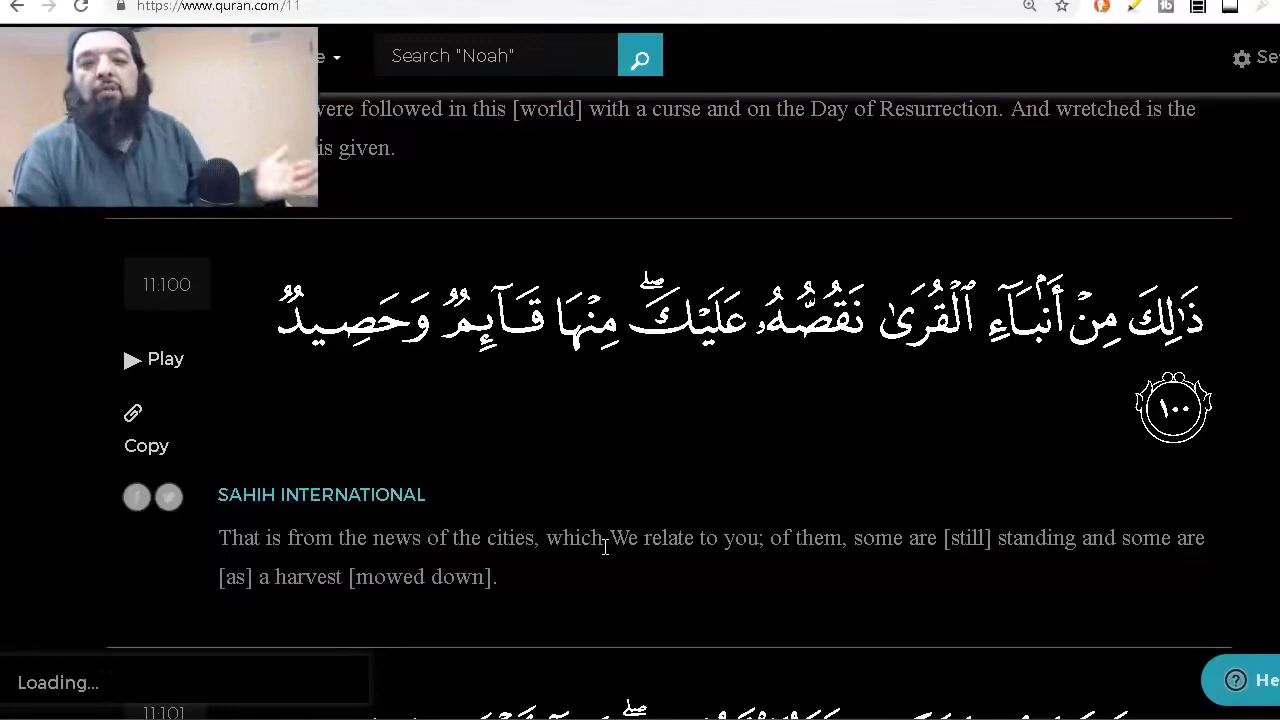 https://www.quran.com/11
Search "Noah"
Se
were followed in this [world] with a curse and on the Day of Resurrection. And wretched is the
is given.
11:100
ذَٰلِكَ مِنْ أَنۢبَآءِ ٱلْقُرَىٰ نَقُصُّهُۥ عَلَيْكَ ۖ مِنْهَا قَآئِمٌ وَحَصِيدٌ
١٠٠
Play
Copy
SAHIH INTERNATIONAL
That is from the news of the cities, which We relate to you; of them, some are [still] standing and some are
[as] a harvest [mowed down].
Loading...
He
11:101